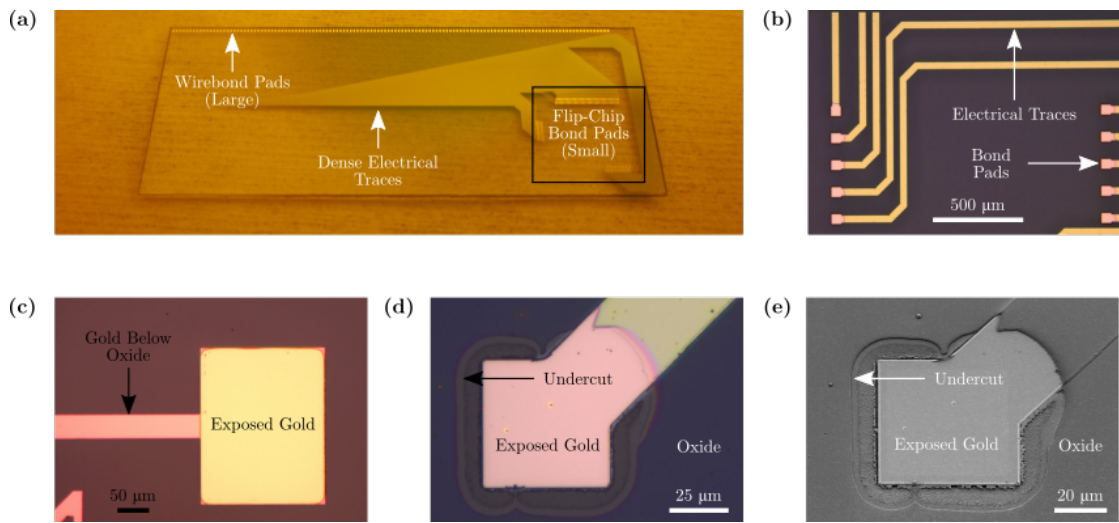 (a)
Wirebond Pads
(Large)
Dense Electrical
Traces
Flip-Chip
Bond Pads
(Small)
(b)
Electrical Traces
Bond
Pads
500 μm
(c)
Gold Below
Oxide
Exposed Gold
50 μm
(d)
Undercut
Exposed Gold
Oxide
25 μm
(e)
Undercut
Exposed Gold
Oxide
20 μm